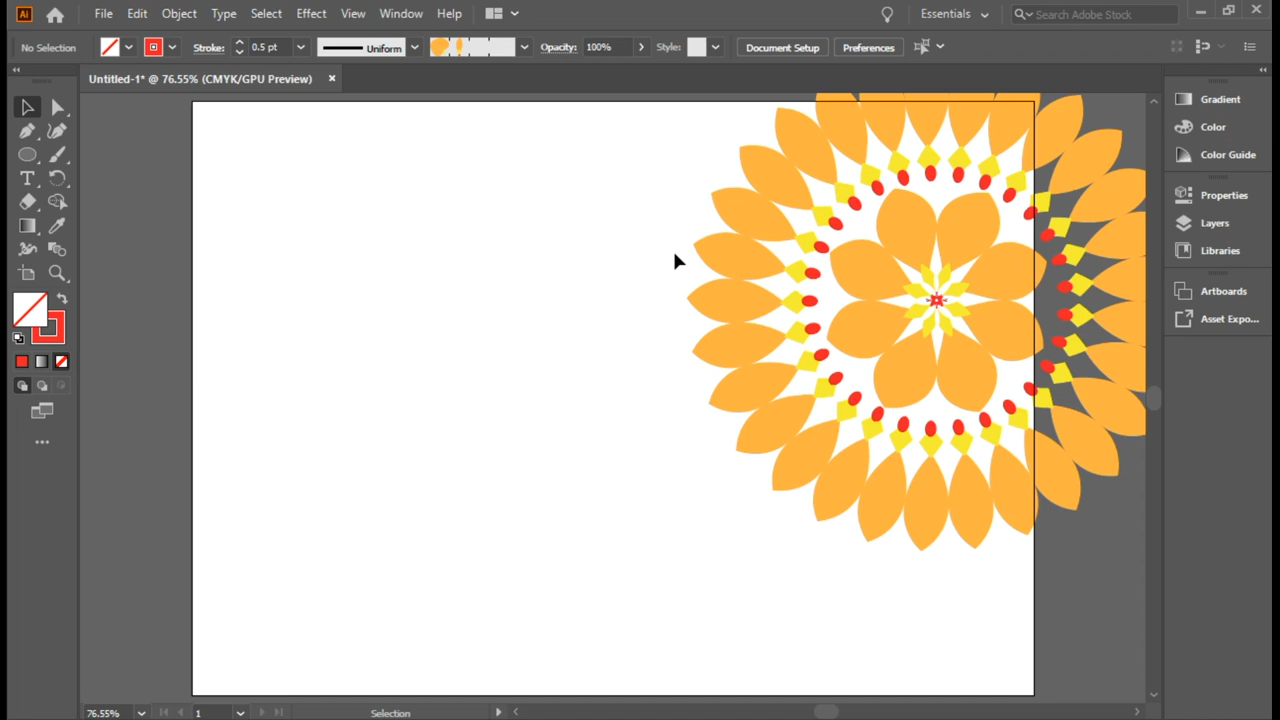 Ai File Edit Object Type Select Effect View Window Help Essentials Search Adobe Stock
No Selection Stroke: 0.5 pt Uniform Opacity: 100% Style: Document Setup Preferences
Untitled-1* @ 76.55% (CMYK/GPU Preview)
Gradient
Color
Color Guide
Properties
Layers
Libraries
Artboards
Asset Expo...
76.55% 1 Selection